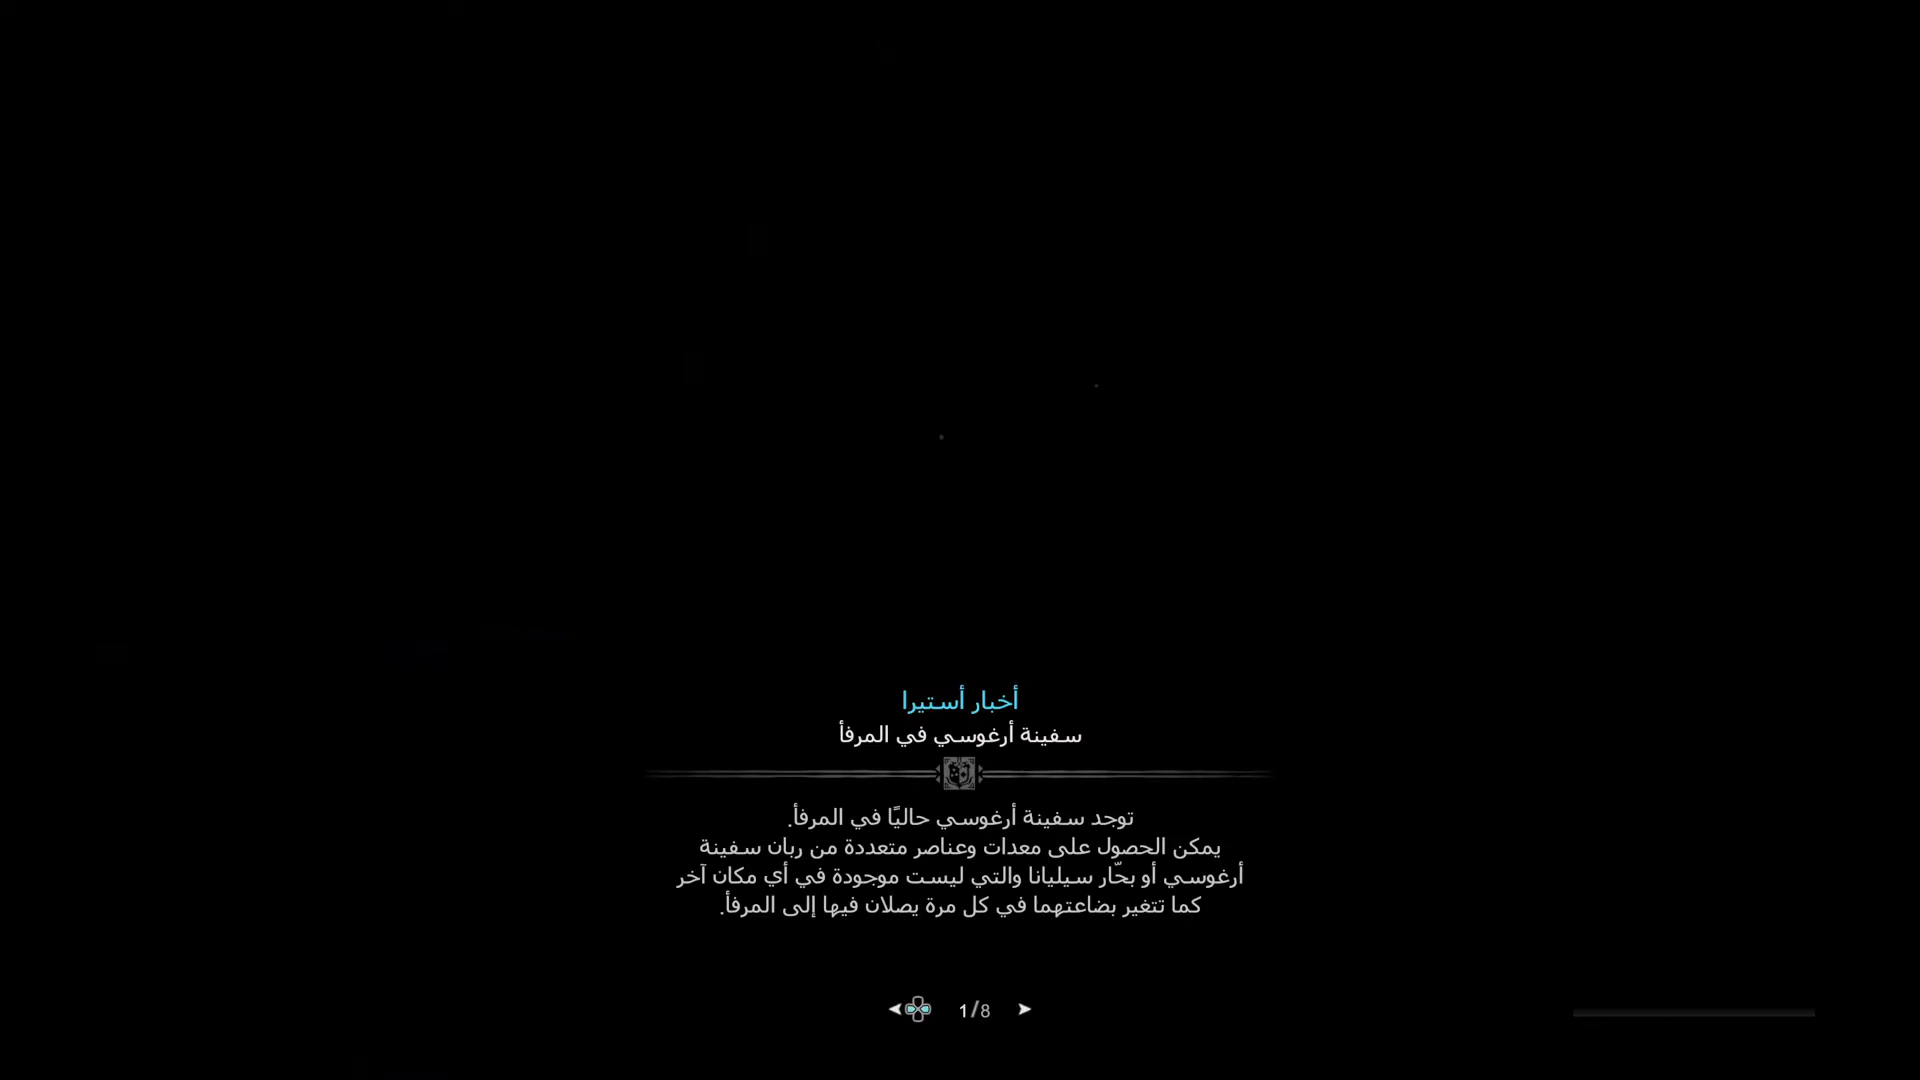 أخبار أستيرا
سفينة أرغوسي في المرفأ
توجد سفينة أرغوسي حاليًا في المرفأ.
يمكن الحصول على معدات وعناصر متعددة من ربان سفينة
أرغوسي أو بحّار سيليانا والتي ليست موجودة في أي مكان آخر
كما تتغير بضاعتهما في كل مرة يصلان فيها إلى المرفأ.
1/8